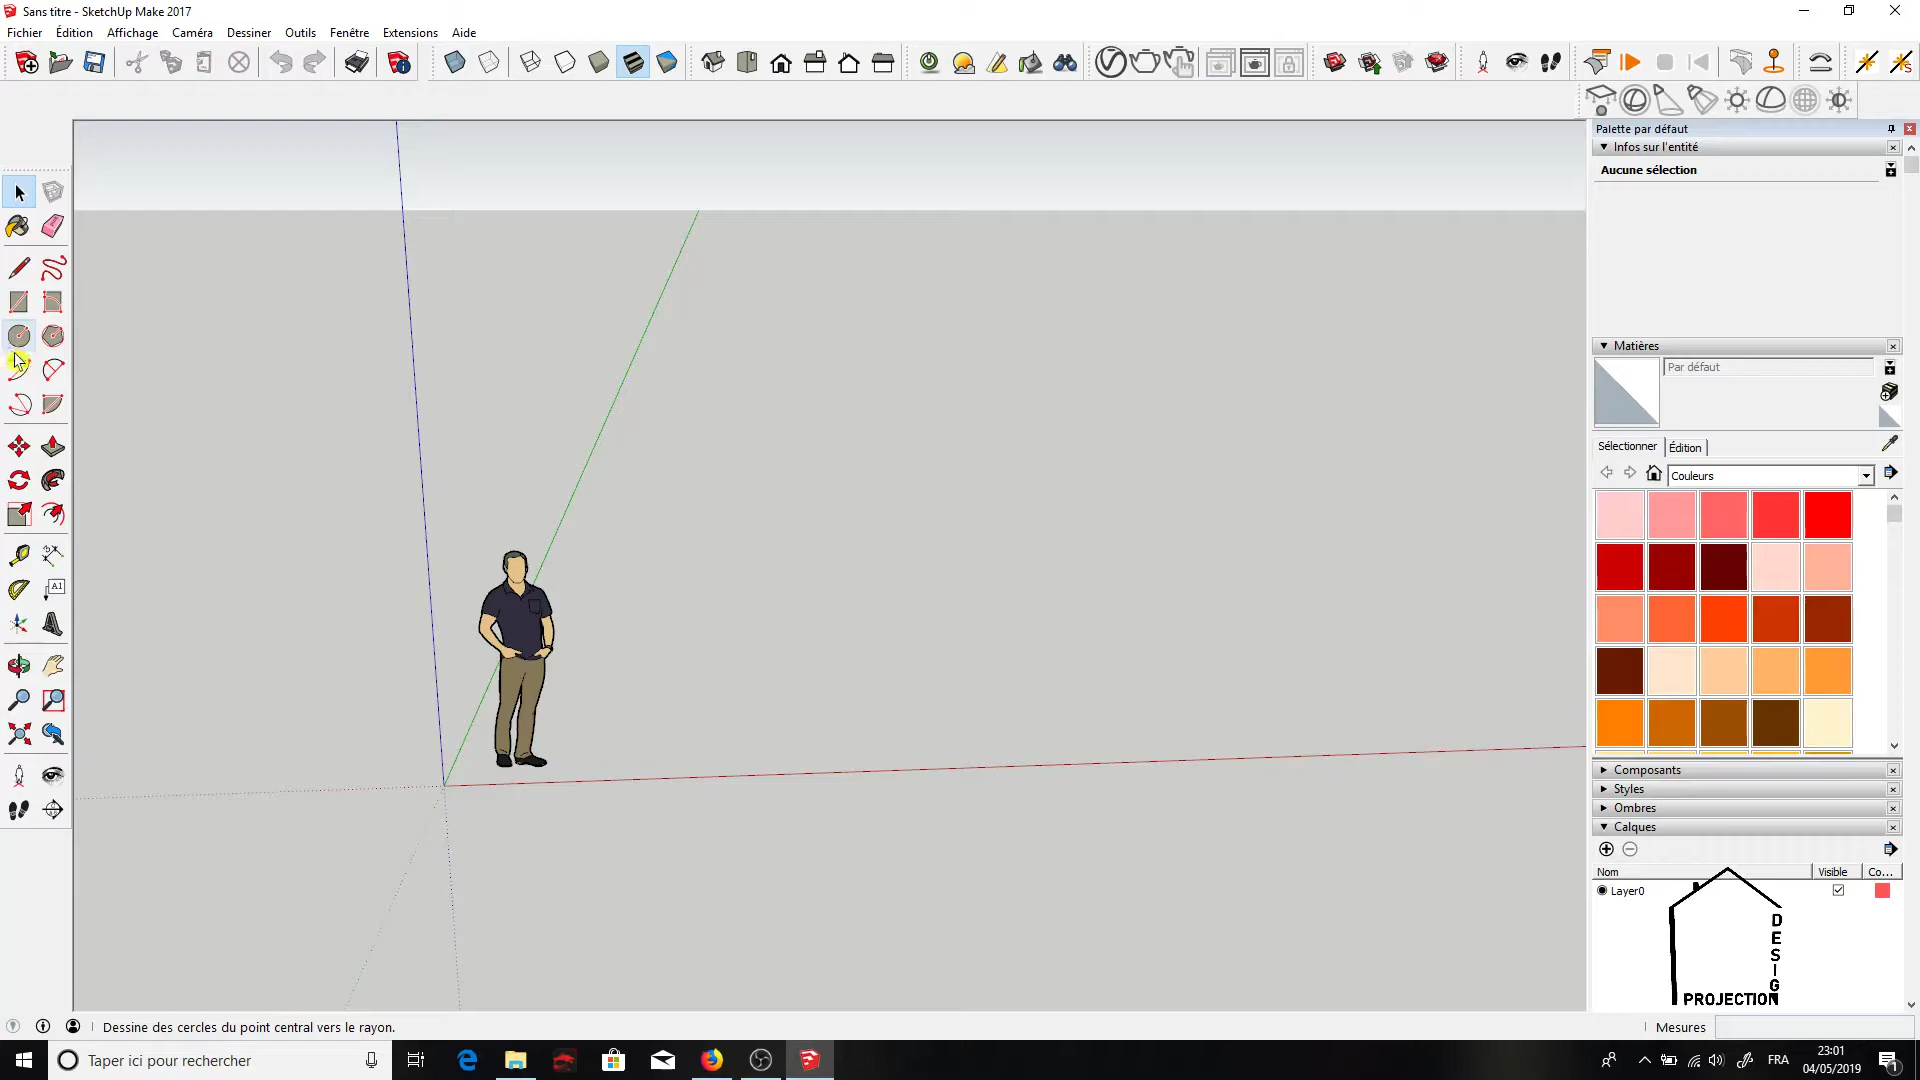 Sans titre - SketchUp Make 2017
Fichier Édition Affichage Caméra Dessiner Outils Fenêtre Extensions Aide
Palette par défaut
Infos sur l'entité
Aucune sélection
Matières
Par défaut
Sélectionner Édition
Couleurs
A1
Composants
Styles
Ombres
Calques
Nom Visible Co...
Layer0
DESIGN
PROJECTION
Dessine des cercles du point central vers le rayon.
Mesures
Taper ici pour rechercher
FRA
23:01
04/05/2019
1